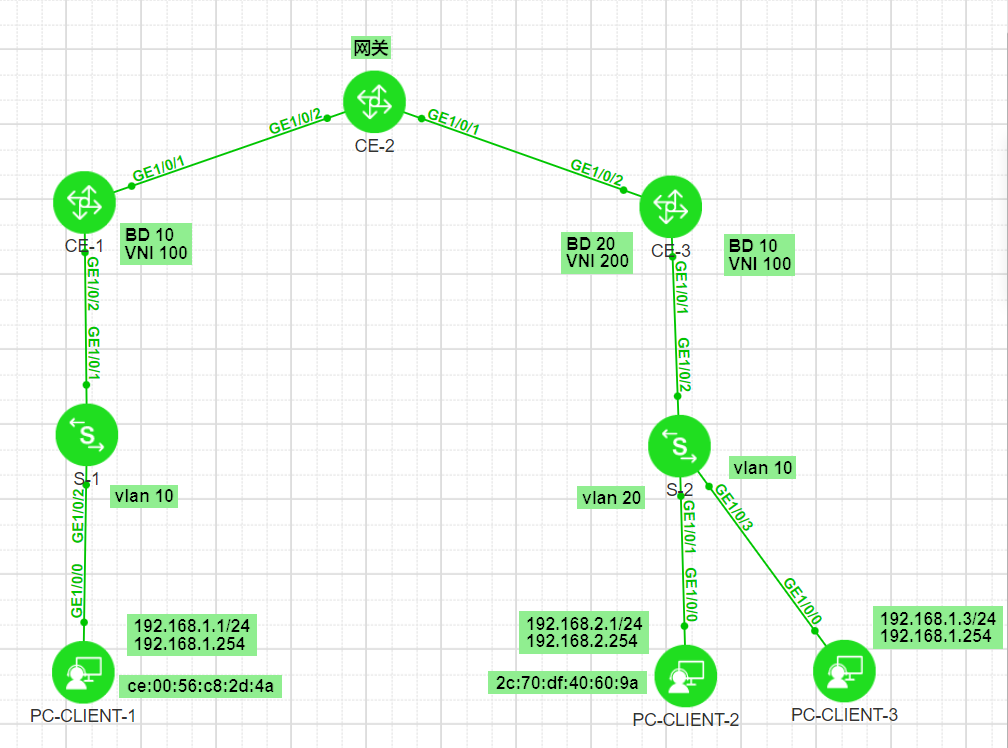 网关
CE-2
GE1/0/2
GE1/0/1
GE1/0/1
GE1/0/2
CE-1
BD 10
VNI 100
BD 20
VNI 200
CE-3
BD 10
VNI 100
GE1/0/2
GE1/0/1
GE1/0/1
GE1/0/2
S
S-1
vlan 10
S
S-2
vlan 20
vlan 10
GE1/0/2
GE1/0/0
GE1/0/1
GE1/0/0
GE1/0/3
GE1/0/0
192.168.1.1/24
192.168.1.254
ce:00:56:c8:2d:4a
PC-CLIENT-1
192.168.2.1/24
192.168.2.254
2c:70:df:40:60:9a
PC-CLIENT-2
192.168.1.3/24
192.168.1.254
PC-CLIENT-3